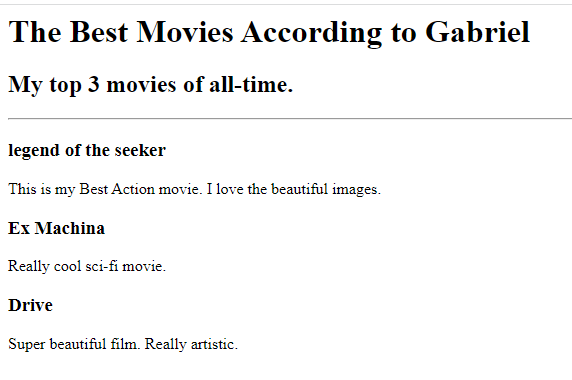 The Best Movies According to Gabriel
My top 3 movies of all-time.
legend of the seeker
This is my Best Action movie. I love the beautiful images.
Ex Machina
Really cool sci-fi movie.
Drive
Super beautiful film. Really artistic.